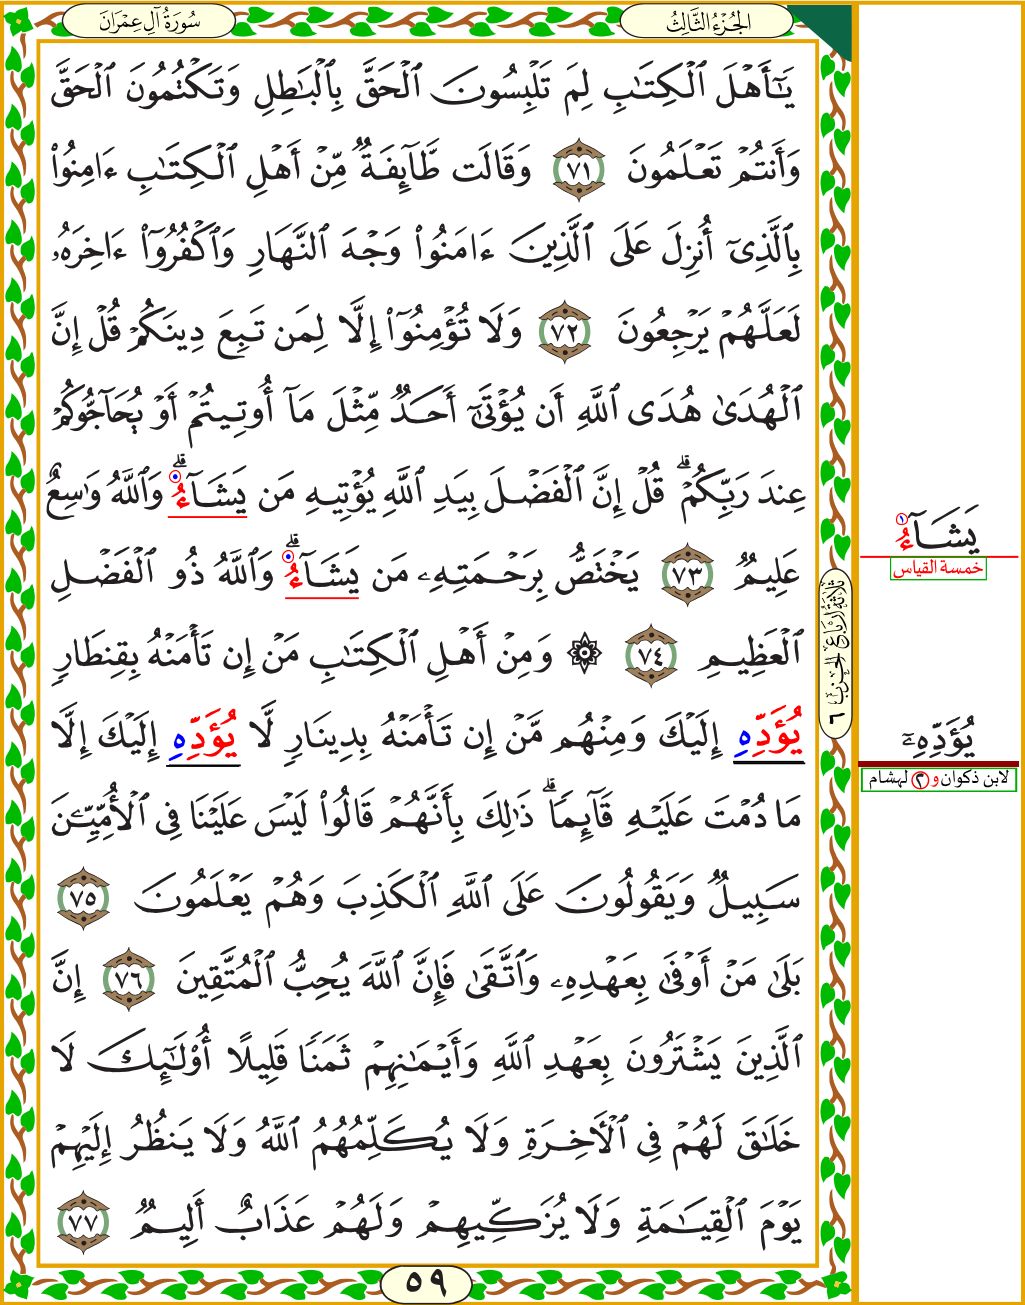 سُورَةُ آلِ عِمْرَانَ
الجُزْءُ الثَّالِثُ
يَٰٓأَهْلَ ٱلْكِتَٰبِ لِمَ تَلْبِسُونَ ٱلْحَقَّ بِٱلْبَٰطِلِ وَتَكْتُمُونَ ٱلْحَقَّ
وَأَنتُمْ تَعْلَمُونَ ٧١ وَقَالَت طَّآئِفَةٌ مِّنْ أَهْلِ ٱلْكِتَٰبِ ءَامِنُوا۟
بِٱلَّذِىٓ أُنزِلَ عَلَى ٱلَّذِينَ ءَامَنُوا۟ وَجْهَ ٱلنَّهَارِ وَٱكْفُرُوٓا۟ ءَاخِرَهُۥ
لَعَلَّهُمْ يَرْجِعُونَ ٧٢ وَلَا تُؤْمِنُوٓا۟ إِلَّا لِمَن تَبِعَ دِينَكُمْ قُلْ إِنَّ
ٱلْهُدَىٰ هُدَى ٱللَّهِ أَن يُؤْتَىٰٓ أَحَدٌ مِّثْلَ مَآ أُوتِيتُمْ أَوْ يُحَآجُّوكُمْ
عِندَ رَبِّكُمْ ۗ قُلْ إِنَّ ٱلْفَضْلَ بِيَدِ ٱللَّهِ يُؤْتِيهِ مَن يَشَآءُ ۗ وَٱللَّهُ وَٰسِعٌ
عَلِيمٌ ٧٣ يَخْتَصُّ بِرَحْمَتِهِۦ مَن يَشَآءُ ۗ وَٱللَّهُ ذُو ٱلْفَضْلِ
ٱلْعَظِيمِ ٧٤ ۞ وَمِنْ أَهْلِ ٱلْكِتَٰبِ مَنْ إِن تَأْمَنْهُ بِقِنطَارٍ
يُؤَدِّهِ إِلَيْكَ وَمِنْهُم مَّنْ إِن تَأْمَنْهُ بِدِينَارٍ لَّا يُؤَدِّهِ إِلَيْكَ إِلَّا
مَا دُمْتَ عَلَيْهِ قَآئِمًا ۗ ذَٰلِكَ بِأَنَّهُمْ قَالُوا۟ لَيْسَ عَلَيْنَا فِى ٱلْأُمِّيِّـۧنَ
سَبِيلٌ وَيَقُولُونَ عَلَى ٱللَّهِ ٱلْكَذِبَ وَهُمْ يَعْلَمُونَ ٧٥
بَلَىٰ مَنْ أَوْفَىٰ بِعَهْدِهِۦ وَٱتَّقَىٰ فَإِنَّ ٱللَّهَ يُحِبُّ ٱلْمُتَّقِينَ ٧٦ إِنَّ
ٱلَّذِينَ يَشْتَرُونَ بِعَهْدِ ٱللَّهِ وَأَيْمَٰنِهِمْ ثَمَنًا قَلِيلًا أُو۟لَٰٓئِكَ لَا
خَلَٰقَ لَهُمْ فِى ٱلْأَخِرَةِ وَلَا يُكَلِّمُهُمُ ٱللَّهُ وَلَا يَنظُرُ إِلَيْهِمْ
يَوْمَ ٱلْقِيَٰمَةِ وَلَا يُزَكِّيهِمْ وَلَهُمْ عَذَابٌ أَلِيمٌ ٧٧
يَشَآءُ ١
خمسة القياس
ثلاثة أرباع الحزب ٦
يُؤَدِّهِۦٓ
لابن ذكوان و ٢ لهشام
٥٩